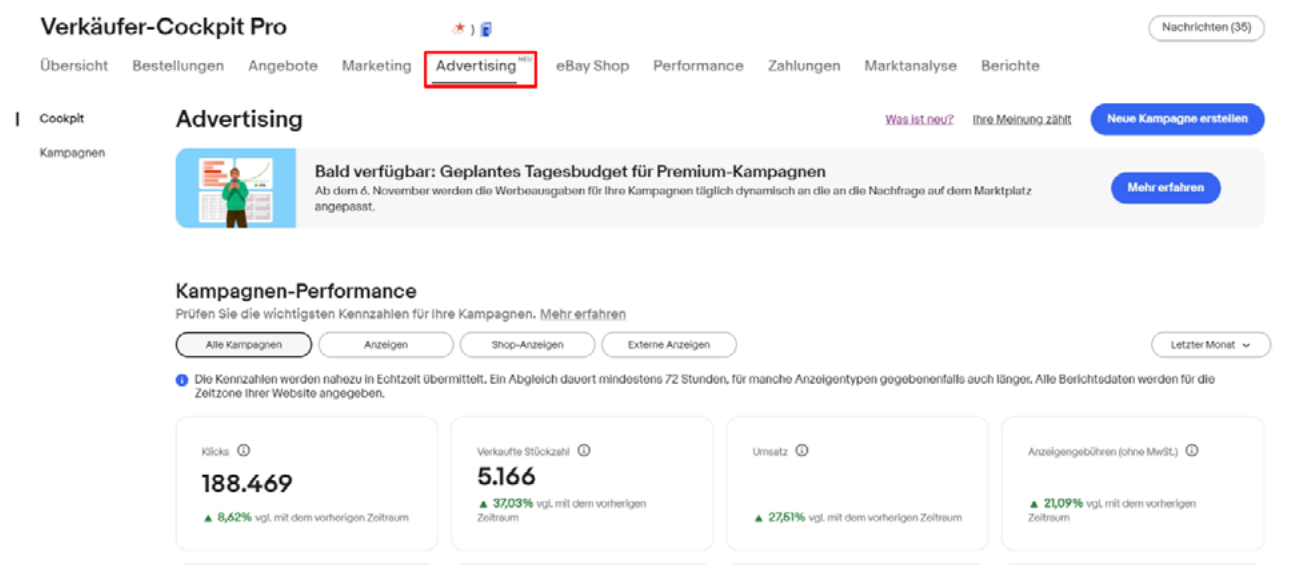 Verkäufer-Cockpit Pro
)
Nachrichten (35)
Übersicht Bestellungen Angebote Marketing Advertising NEU eBay Shop Performance Zahlungen Marktanalyse Berichte
Cockpit
Kampagnen
Advertising
Was ist neu? Ihre Meinung zählt Neue Kampagne erstellen
Bald verfügbar: Geplantes Tagesbudget für Premium-Kampagnen
Ab dem 6. November werden die Werbeausgaben für Ihre Kampagnen täglich dynamisch an die an die Nachfrage auf dem Marktplatz
angepasst.
Mehr erfahren
Kampagnen-Performance
Prüfen Sie die wichtigsten Kennzahlen für Ihre Kampagnen. Mehr erfahren
Alle Kampagnen Anzeigen Shop-Anzeigen Externe Anzeigen Letzter Monat
Die Kennzahlen werden nahezu in Echtzeit übermittelt. Ein Abgleich dauert mindestens 72 Stunden, für manche Anzeigentypen gegebenenfalls auch länger. Alle Berichtsdaten werden für die
Zeitzone Ihrer Website angegeben.
Klicks
188.469
▲ 8,62% vgl. mit dem vorherigen Zeitraum
Verkaufte Stückzahl
5.166
▲ 37,03% vgl. mit dem vorherigen
Zeitraum
Umsatz
▲ 27,51% vgl. mit dem vorherigen Zeitraum
Anzeigengebühren (ohne MwSt.)
▲ 21,09% vgl. mit dem vorherigen
Zeitraum